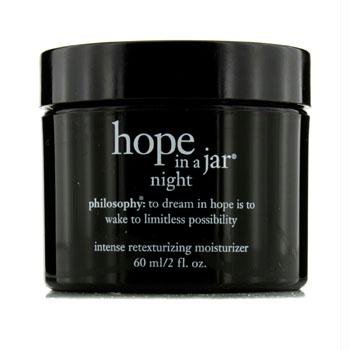 hope
in a jar®
night
philosophy®: to dream in hope is to
wake to limitless possibility
intense retexturizing moisturizer
60 ml/2 fl. oz.